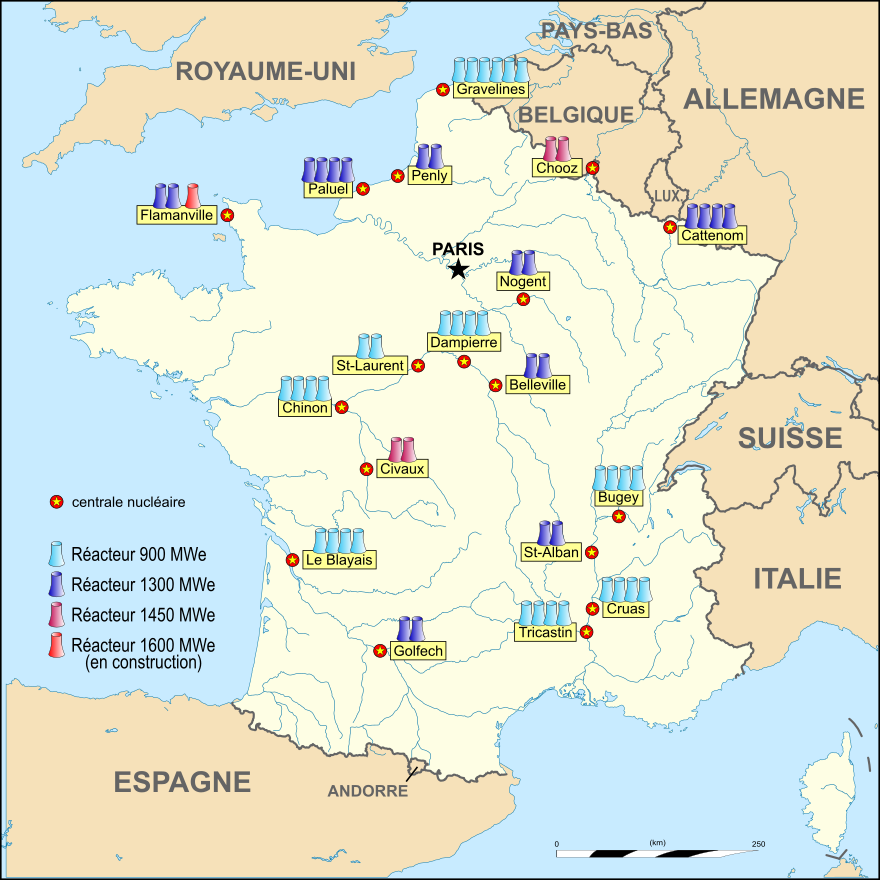 PAYS-BAS
ROYAUME-UNI
Gravelines
ALLEMAGNE
BELGIQUE
Chooz
Penly
Paluel
LUX.
Flamanville
Cattenom
PARIS
Nogent
Dampierre
St-Laurent
Belleville
Chinon
SUISSE
Civaux
Bugey
centrale nucléaire
Réacteur 900 MWe
Réacteur 1300 MWe
Réacteur 1450 MWe
Réacteur 1600 MWe
(en construction)
St-Alban
Le Blayais
ITALIE
Cruas
Tricastin
Golfech
ESPAGNE
ANDORRE
0 (km) 250